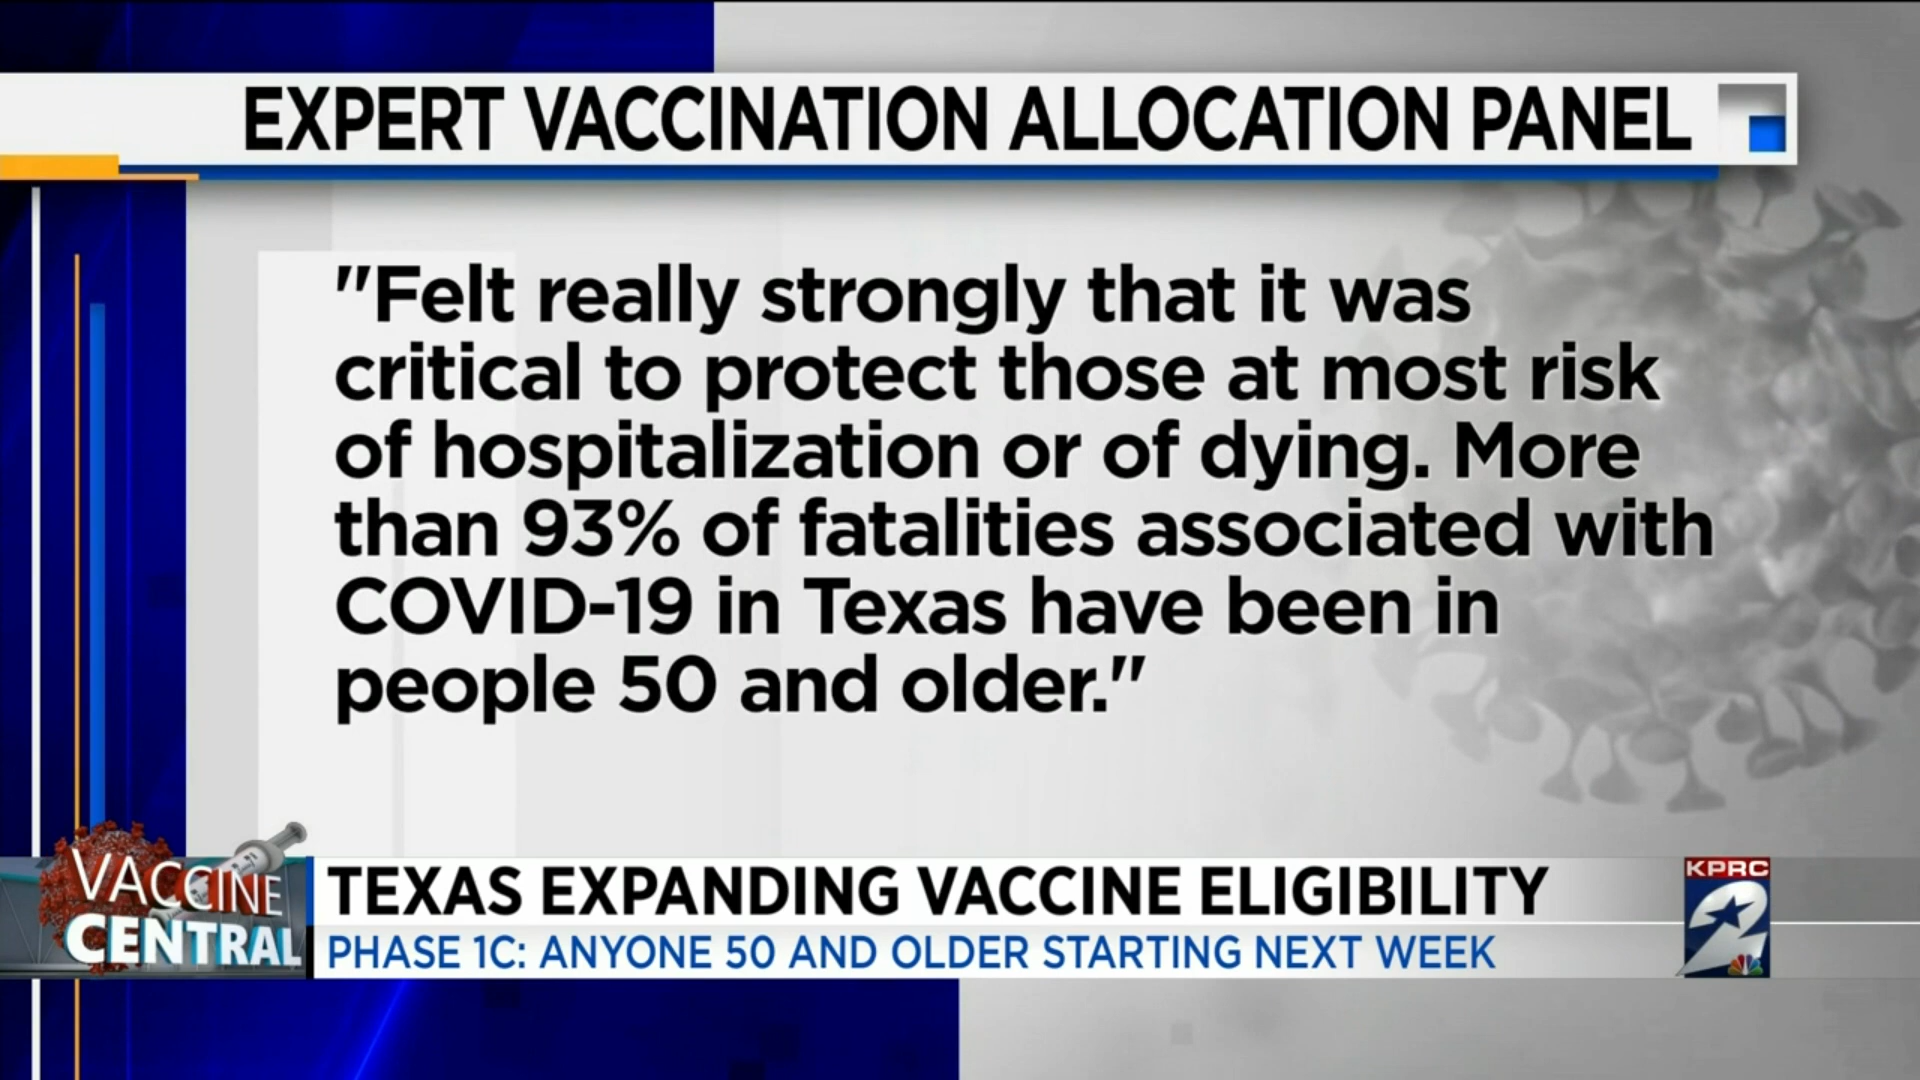 EXPERT VACCINATION ALLOCATION PANEL
"Felt really strongly that it was
critical to protect those at most risk
of hospitalization or of dying. More
than 93% of fatalities associated with
COVID-19 in Texas have been in
people 50 and older."
VACCINE
CENTRAL
TEXAS EXPANDING VACCINE ELIGIBILITY
PHASE 1C: ANYONE 50 AND OLDER STARTING NEXT WEEK
KPRC
2